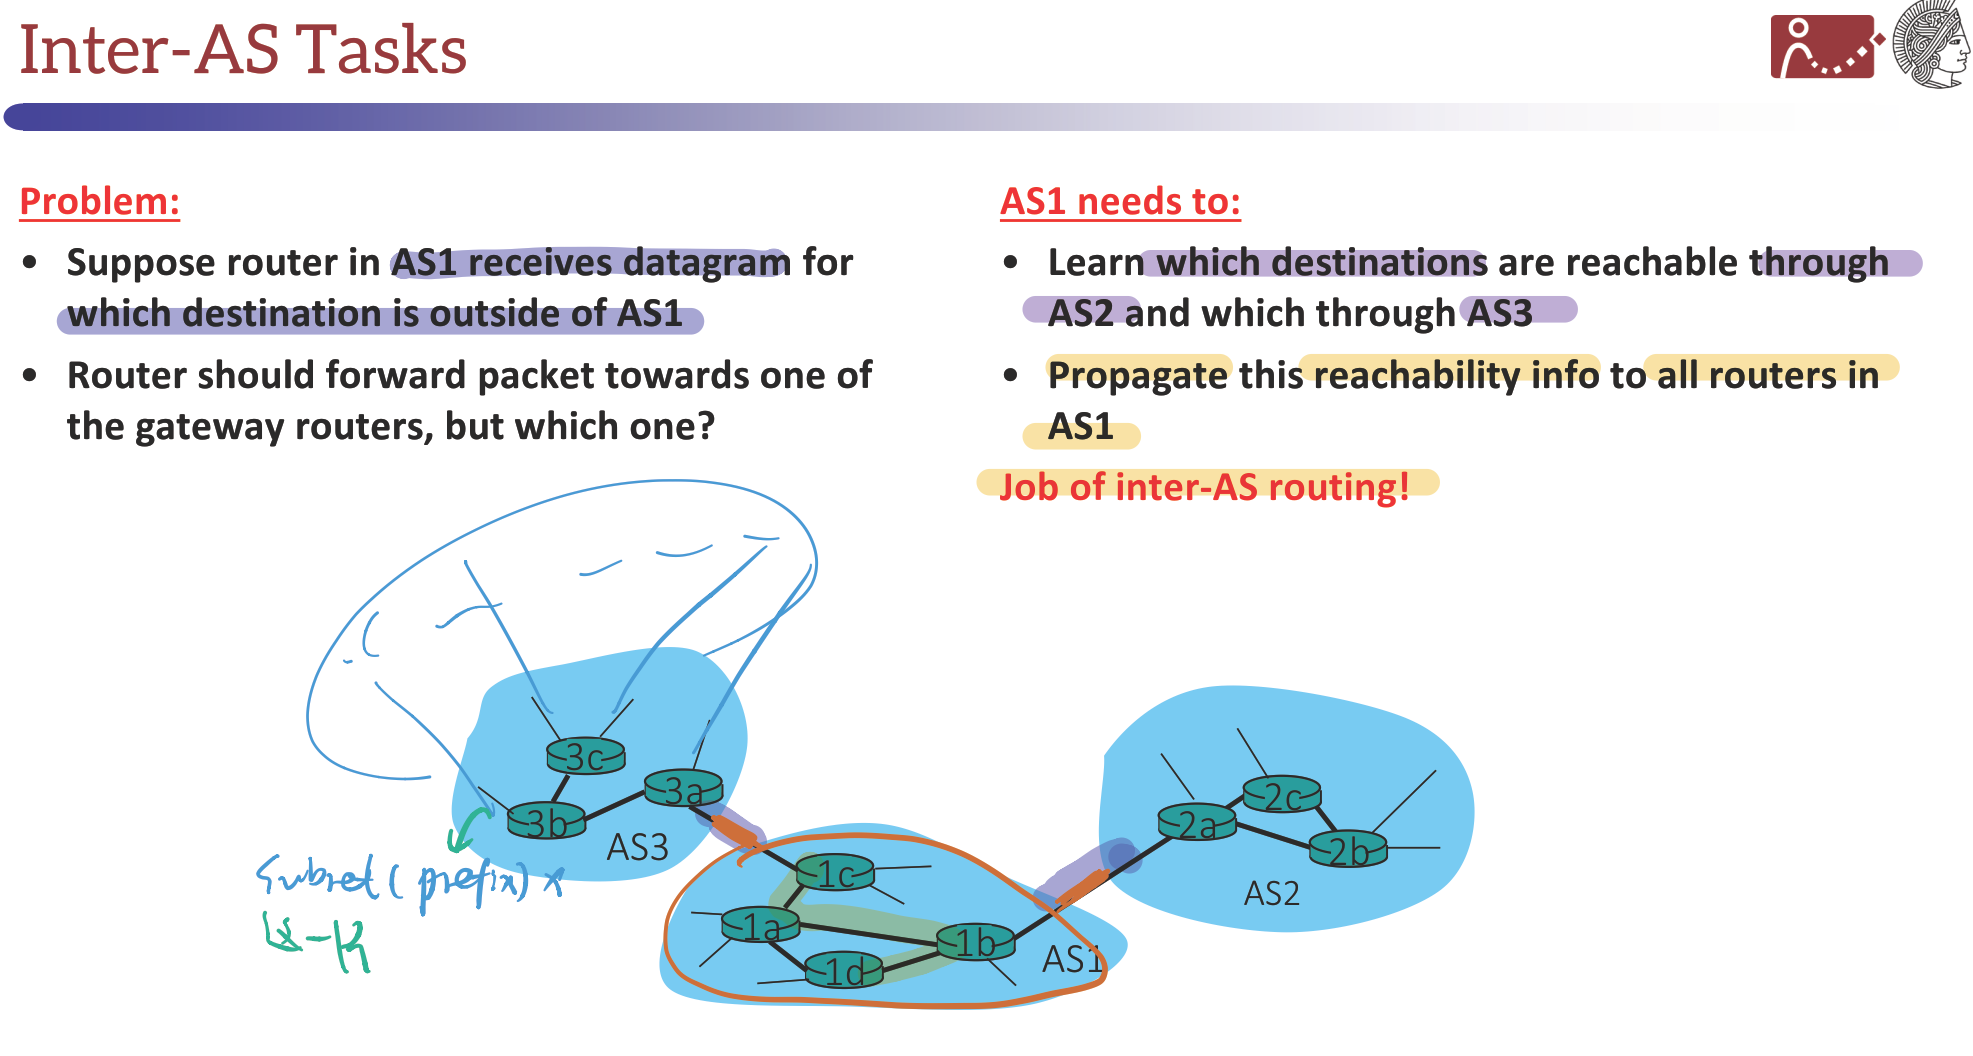 Inter-AS Tasks
Problem:
• Suppose router in AS1 receives datagram for
which destination is outside of AS1
• Router should forward packet towards one of
the gateway routers, but which one?
AS1 needs to:
• Learn which destinations are reachable through
AS2 and which through AS3
• Propagate this reachability info to all routers in
AS1
Job of inter-AS routing!
3c
3a
3b
AS3
2c
2a
2b
AS2
1c
1a
1b
1d
AS1
Subnet (prefix) x